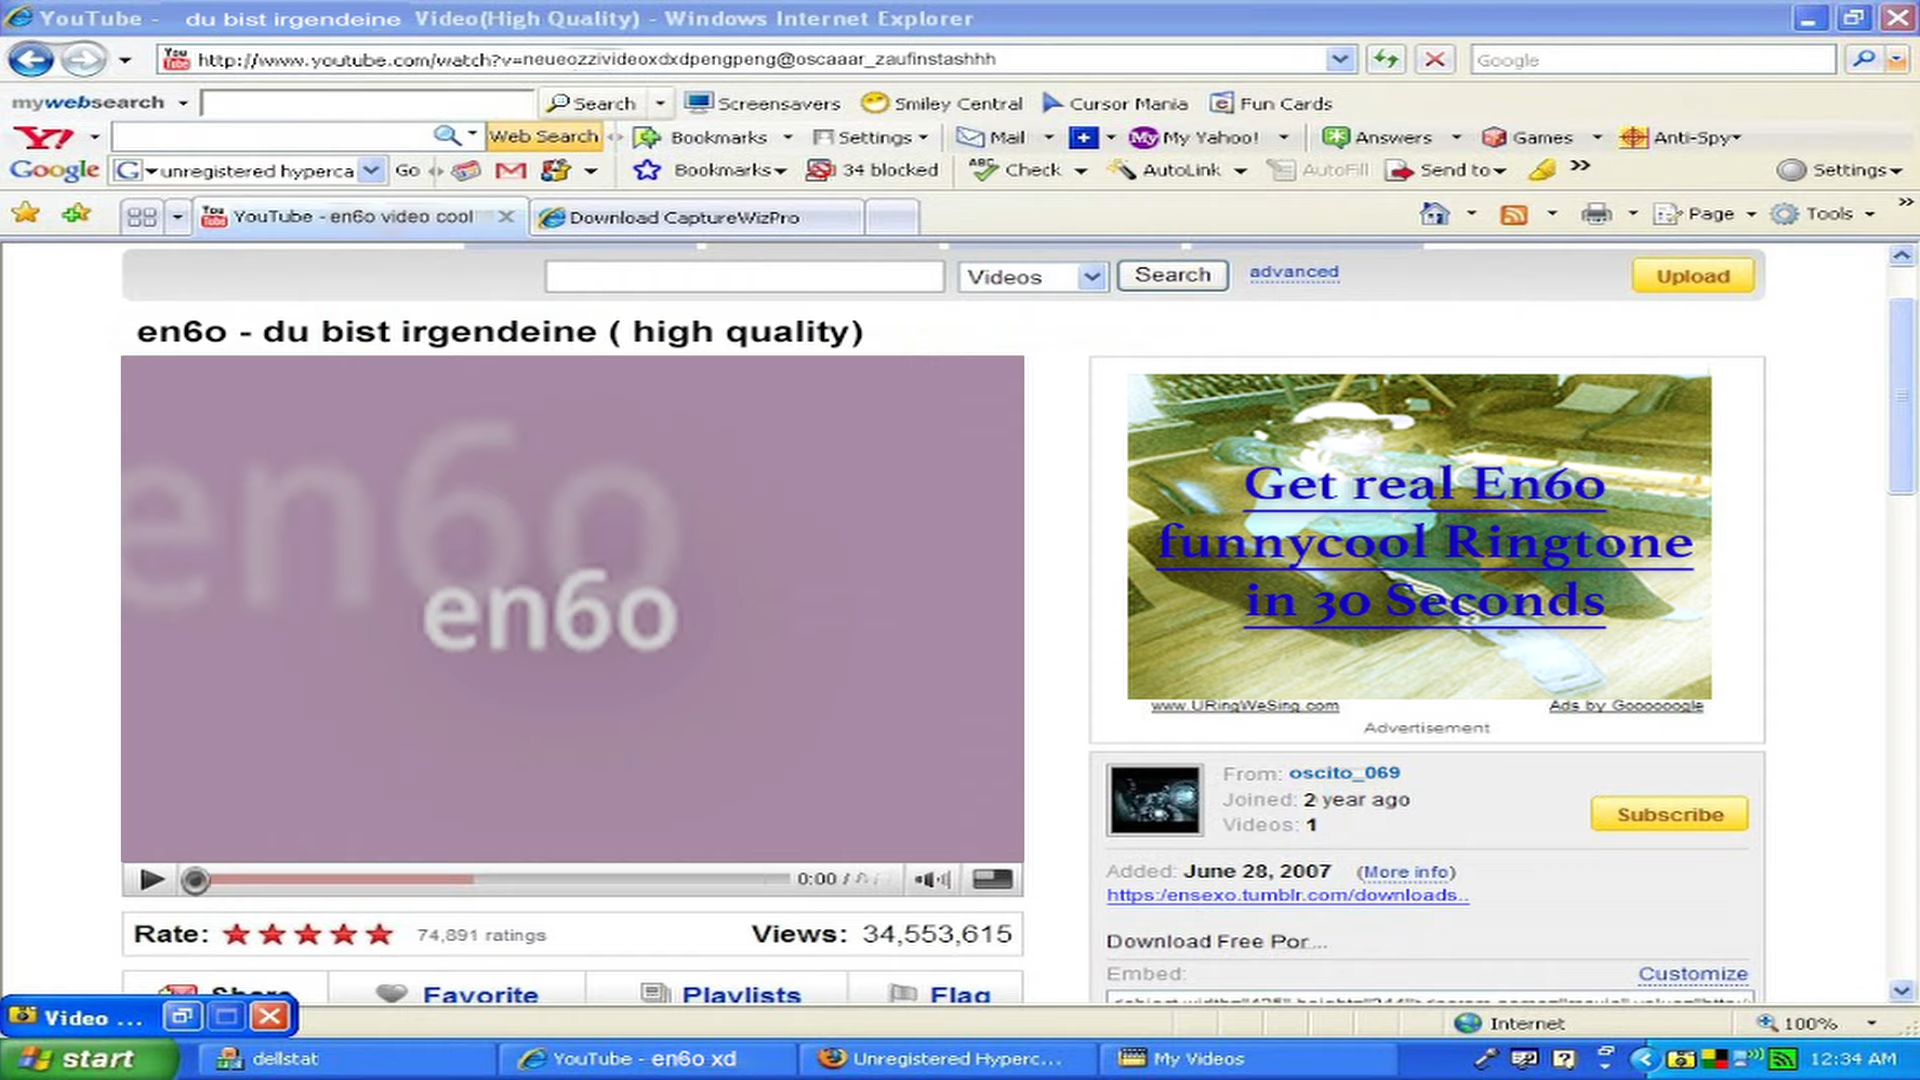 YouTube - du bist irgendeine Video(High Quality) - Windows Internet Explorer
http://www.youtube.com/watch?v=neueozzivideoxdxdpengpeng@oscaaar_zaufinstashhh
Google
mywebsearch Search Screensavers Smiley Central Cursor Mania Fun Cards
Y! Web Search Bookmarks Settings Mail My Yahoo! Answers Games Anti-Spy
Google unregistered hyperca Go Bookmarks 34 blocked Check AutoLink AutoFill Send to Settings
YouTube - en6o video cool Download CaptureWizPro Page Tools
Videos Search advanced Upload
en6o - du bist irgendeine ( high quality)
en6o
en6o
Get real En6o
funnycool Ringtone
in 30 Seconds
www.URingWeSing.com Ads by Goooooogle
Advertisement
From: oscito_069
Joined: 2 year ago
Videos: 1
Subscribe
Added: June 28, 2007 (More info)
https:/ensexo.tumblr.com/downloads..
Download Free Por...
Embed: Customize
0:00 /
Rate: 74,891 ratings Views: 34,553,615
Share Favorite Playlists Flag
Video ...
Internet 100%
start dellstat YouTube - en6o xd Unregistered Hyperc... My Videos 12:34 AM